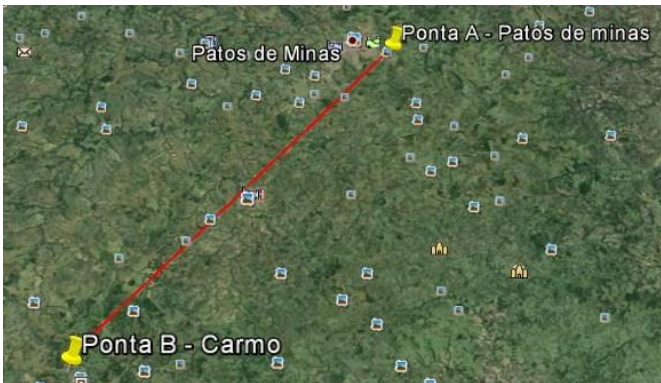 Ponta A - Patos de minas
Patos de Minas
Ponta B - Carmo